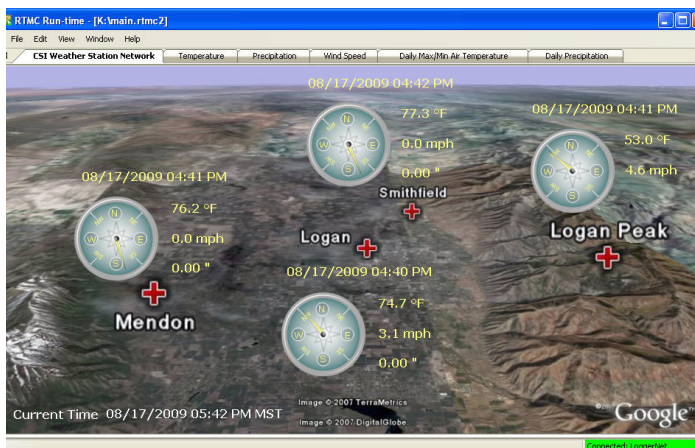 RTMC Run-time - [K:\main.rtmc2]
File Edit View Window Help
CSI Weather Station Network Temperature Precipitation Wind Speed Daily Max/Min Air Temperature Daily Precipitation
08/17/2009 04:42 PM
N
W E
S
77.3 °F
0.0 mph
0.00 "
Smithfield
08/17/2009 04:41 PM
N
W E
S
53.0 °F
4.6 mph
Logan Peak
08/17/2009 04:41 PM
N
W E
S
76.2 °F
0.0 mph
0.00 "
Mendon
Logan
08/17/2009 04:40 PM
N
W E
S
74.7 °F
3.1 mph
0.00 "
Image © 2007 TerraMetrics
Image © 2007 DigitalGlobe
Google
Current Time 08/17/2009 05:42 PM MST
Connected: LoggerNet